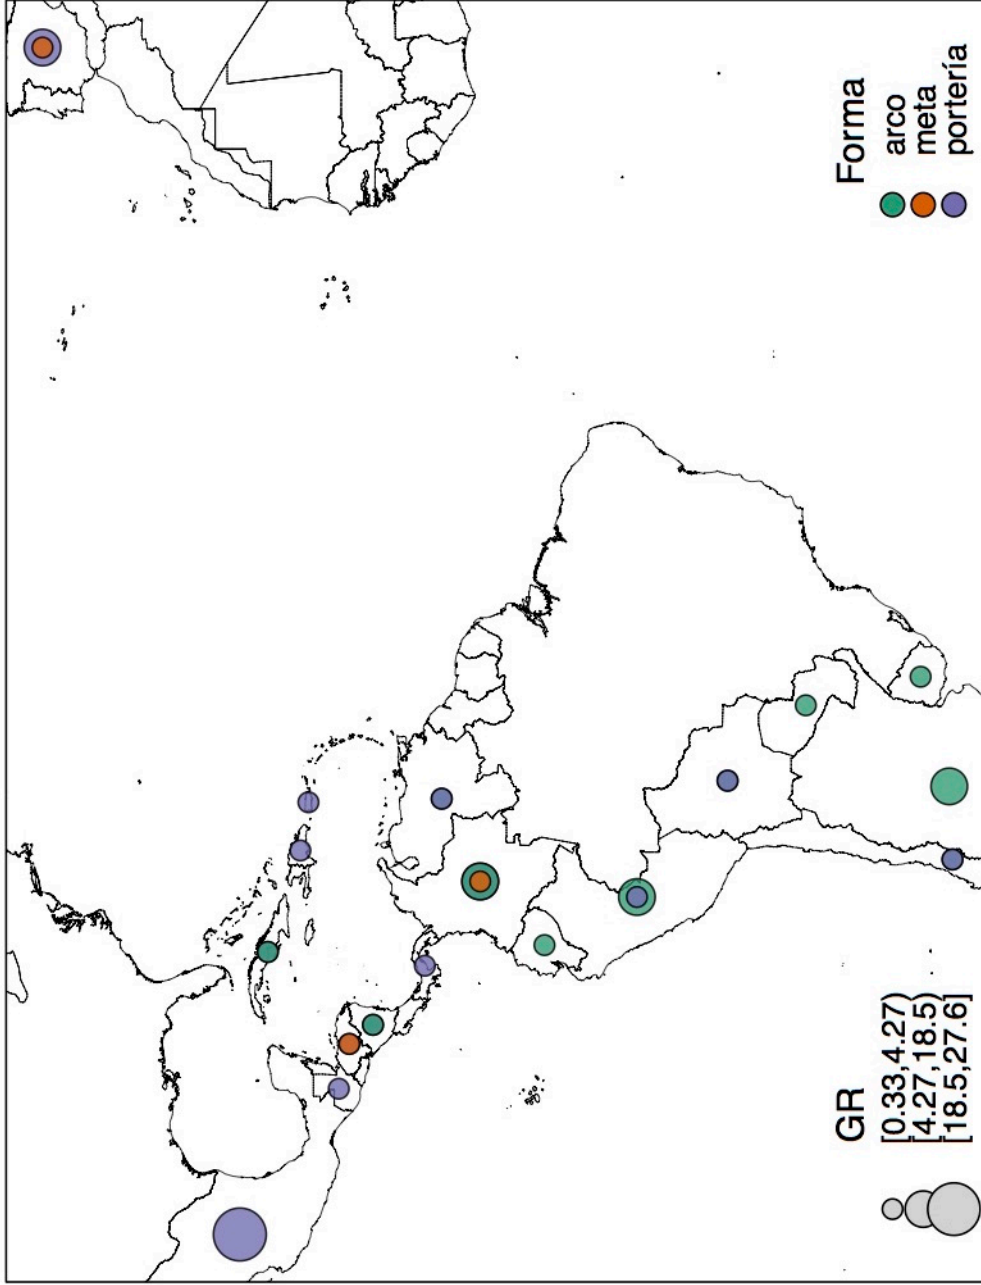 GR
[0.33,4.27)
[4.27,18.5)
[18.5,27.6]
Forma
arco
meta
portería